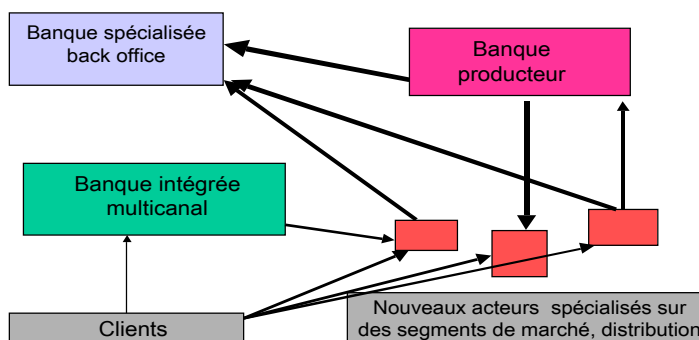 Banque spécialisée
back office
Banque
producteur
Banque intégrée
multicanal
Clients
Nouveaux acteurs spécialisés sur
des segments de marché, distribution